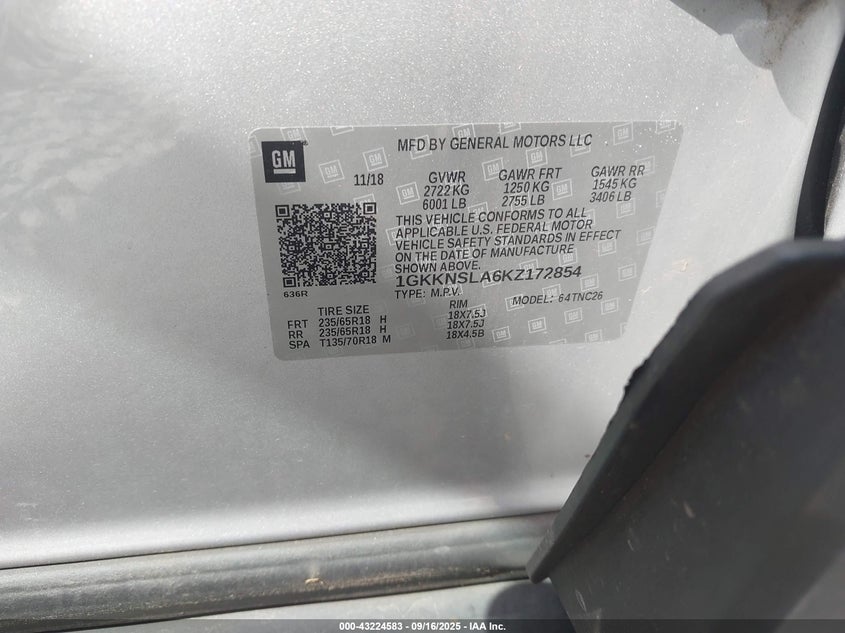 GM
MFD BY GENERAL MOTORS LLC
11/18
GVWR GAWR FRT GAWR RR
2722 KG 1250 KG 1545 KG
6001 LB 2755 LB 3406 LB
THIS VEHICLE CONFORMS TO ALL
APPLICABLE U.S. FEDERAL MOTOR
VEHICLE SAFETY STANDARDS IN EFFECT
ON THE DATE OF MANUFACTURE
SHOWN ABOVE.
1GKKNSLA6KZ172854
636R
TYPE: M.P.V. MODEL: 64TNC26
TIRE SIZE RIM
FRT 235/65R18 H 18X7.5J
RR 235/65R18 H 18X7.5J
SPA T135/70R18 M 18X4.5B
000-43224583 - 09/16/2025 - IAA Inc.